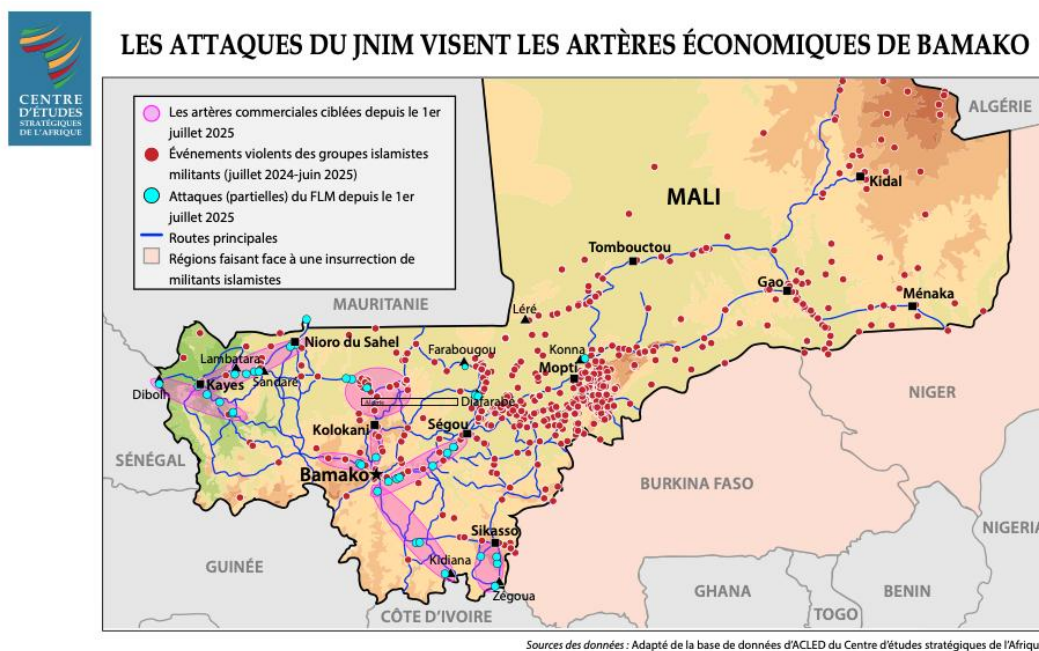 LES ATTAQUES DU JNIM VISENT LES ARTÈRES ÉCONOMIQUES DE BAMAKO
CENTRE
D'ÉTUDES
STRATÉGIQUES
DE L'AFRIQUE
Les artères commerciales ciblées depuis le 1er
juillet 2025
Événements violents des groupes islamistes
militants (juillet 2024-juin 2025)
Attaques (partielles) du FLM depuis le 1er
juillet 2025
Routes principales
Régions faisant face à une insurrection de
militants islamistes
ALGÉRIE
MALI
Kidal
Tombouctou
Gao
Ménaka
MAURITANIE
Léré
Nioro du Sahel
Farabougou
Konna
Lambatara
Mopti
Kayes
Sandaré
Diboli
Diafarabé
NIGER
Kolokani
Ségou
SÉNÉGAL
Bamako
BURKINA FASO
Sikasso
NIGERIA
Kidiana
GUINÉE
Zégoua
GHANA
BENIN
CÔTE D'IVOIRE
TOGO
Sources des données : Adapté de la base de données d'ACLED du Centre d'études stratégiques de l'Afriqu